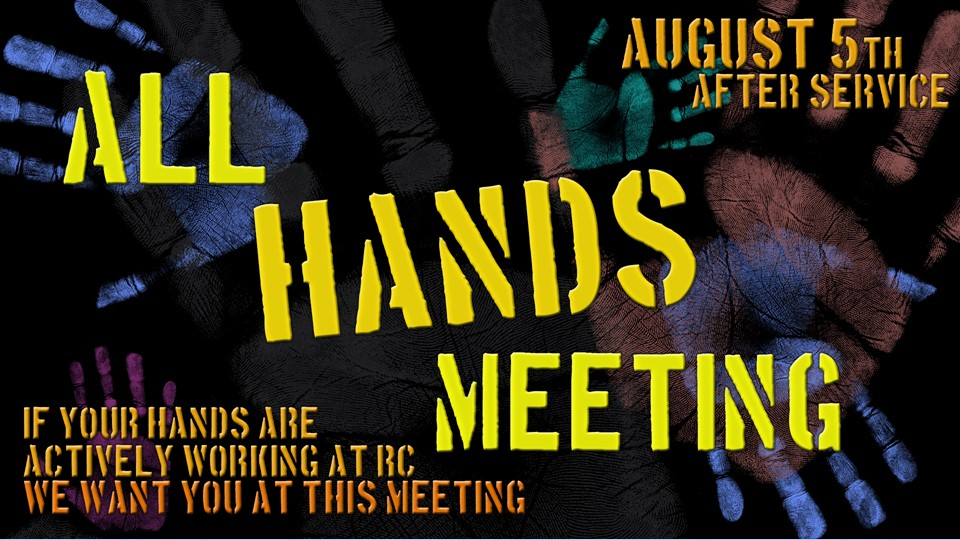 AUGUST 5TH
AFTER SERVICE
ALL
HANDS
MEETING
IF YOUR HANDS ARE
ACTIVELY WORKING AT RC
WE WANT YOU AT THIS MEETING